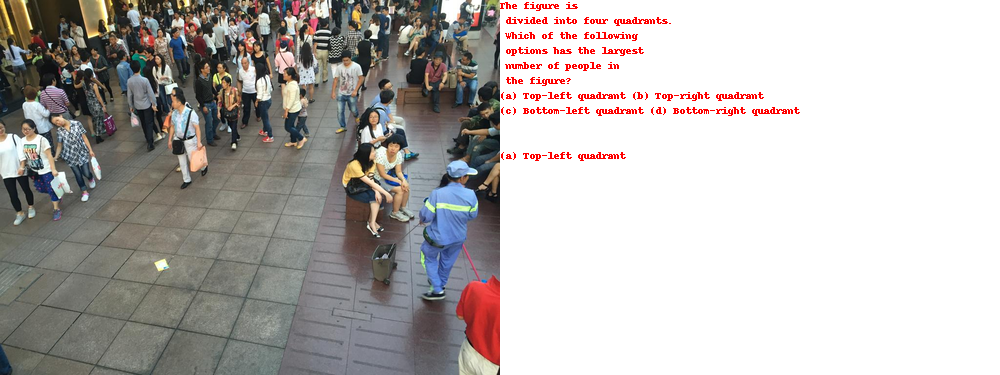 The figure is
divided into four quadrants.
Which of the following
options has the largest
number of people in
the figure?
(a) Top-left quadrant (b) Top-right quadrant
(c) Bottom-left quadrant (d) Bottom-right quadrant
(a) Top-left quadrant